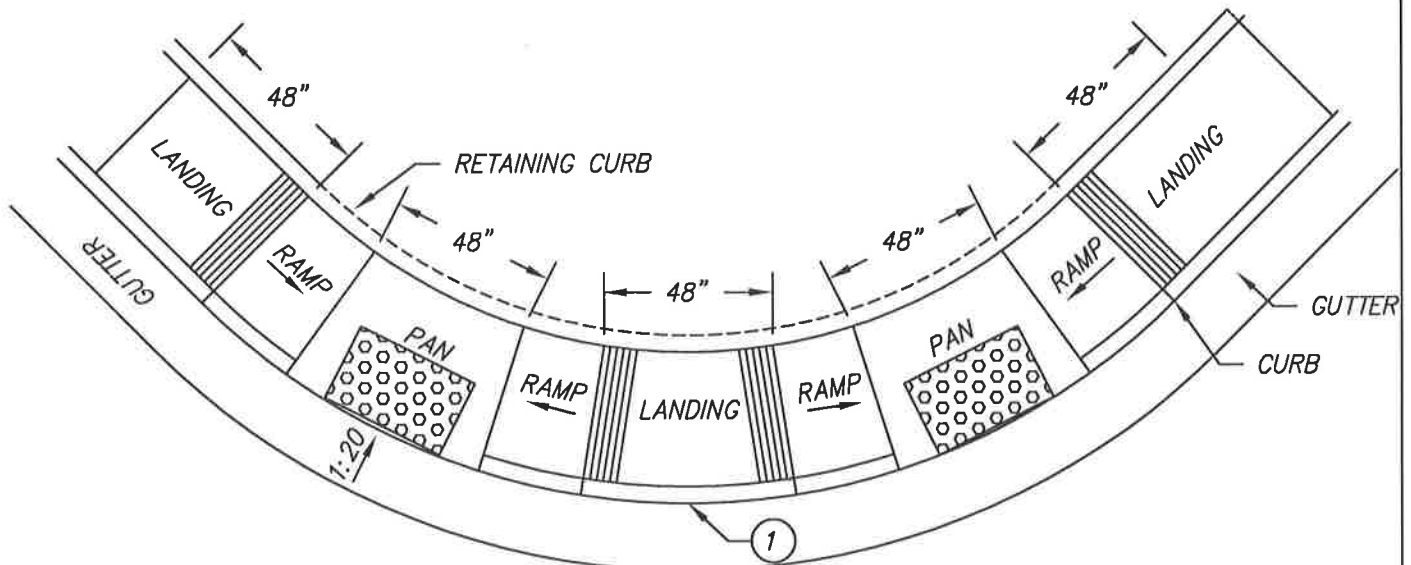 48"
48"
RETAINING CURB
LANDING
LANDING
48"
48"
48"
RAMP
RAMP
GUTTER
GUTTER
PAN
PAN
CURB
RAMP
RAMP
LANDING
1:20
1